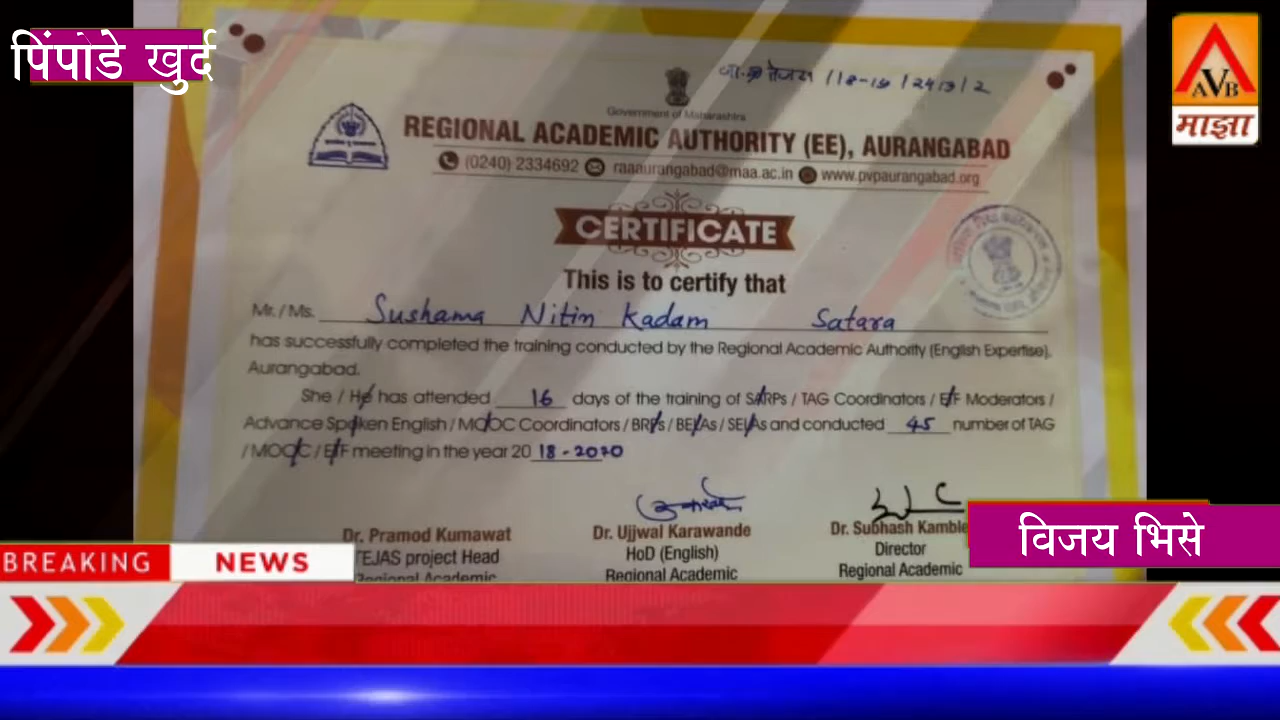 पिंपोडे खुर्द
AVB
माझा
Government of Maharashtra
REGIONAL ACADEMIC AUTHORITY (EE), AURANGABAD
(0240) 2334692 raaaurangabad@maa.ac.in www.pvpaurangabad.org
CERTIFICATE
This is to certify that
Mr. / Ms. Sushama Nitin Kadam Satara
has successfully completed the training conducted by the Regional Academic Authority (English Expertise),
Aurangabad.
She / He has attended 16 days of the training of SARPs / TAG Coordinators / E/F Moderators /
Advance Spoken English / MOOC Coordinators / BRPs / BEIAs / SEIAs and conducted 45 number of TAG
/ MOOC / E/F meeting in the year 20 18-2020
Dr. Pramod Kumawat
TEJAS project Head
Regional Academic
Dr. Ujjwal Karawande
HoD (English)
Regional Academic
Dr. Subhash Kamble
Director
Regional Academic
विजय भिसे
BREAKING NEWS